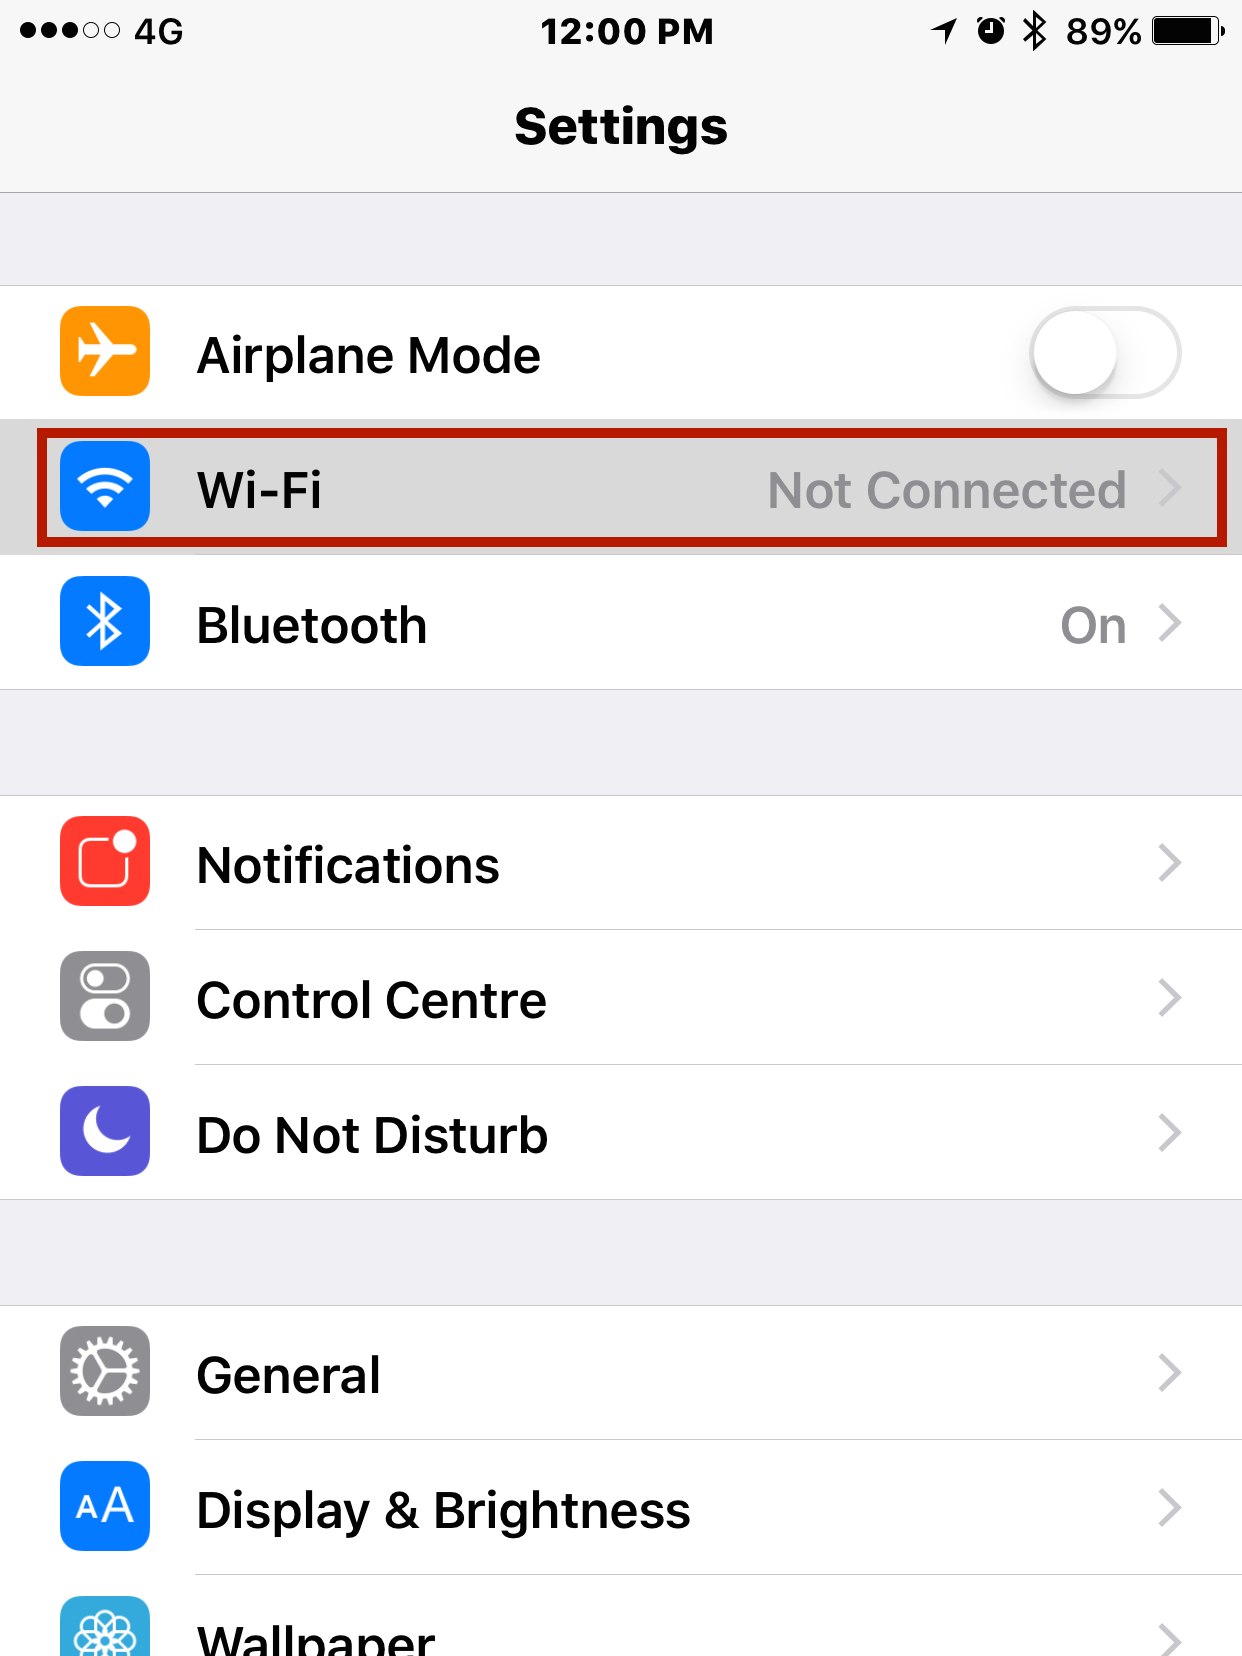 4G 12:00 PM 89%
Settings
Airplane Mode
Wi-Fi Not Connected
Bluetooth On
Notifications
Control Centre
Do Not Disturb
General
AA Display & Brightness
Wallpaper